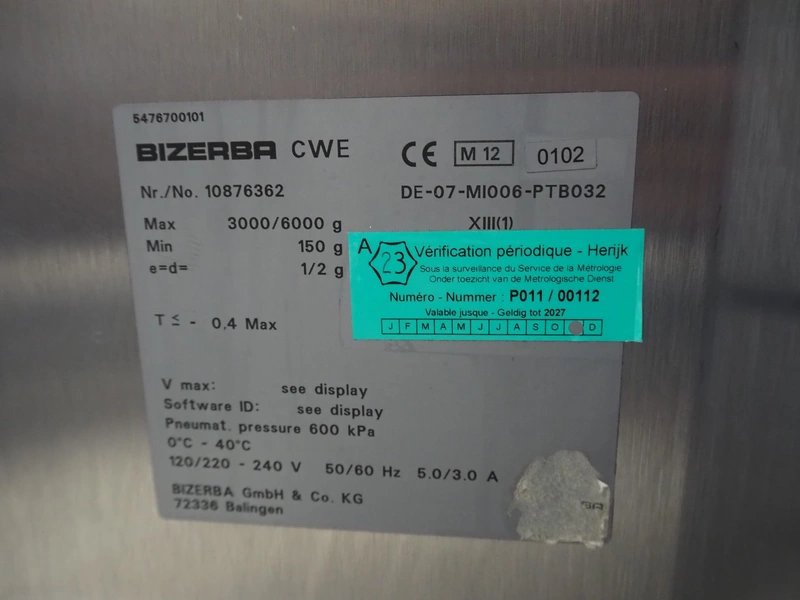 5476700101
BIZERBA CWE CE M 12 0102
Nr./No. 10876362 DE-07-MI006-PTB032
Max 3000/6000 g XIII(1)
Min 150 g
e=d= 1/2 g
A 23 Vérification périodique - Herijk
Sous la surveillance du Service de la Métrologie
Onder toezicht van de Metrologische Dienst
Numéro - Nummer : P011 / 00112
Valable jusque - Geldig tot 2027
J F M A M J J A S O D
T ≤ - 0,4 Max
V max: see display
Software ID: see display
Pneumat. pressure 600 kPa
0°C - 40°C
120/220 - 240 V 50/60 Hz 5.0/3.0 A
BIZERBA GmbH & Co. KG
72336 Balingen